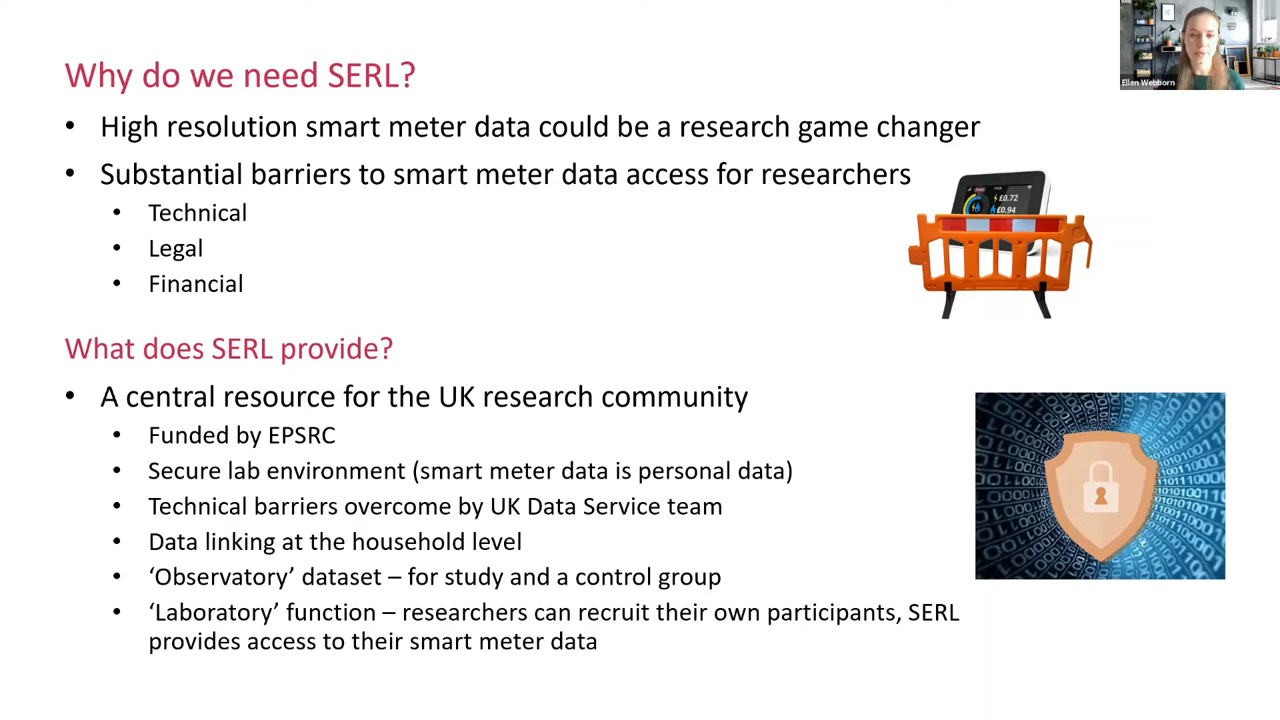 Why do we need SERL?
• High resolution smart meter data could be a research game changer
• Substantial barriers to smart meter data access for researchers
• Technical
• Legal
• Financial
£0.72
£0.94
What does SERL provide?
• A central resource for the UK research community
• Funded by EPSRC
• Secure lab environment (smart meter data is personal data)
• Technical barriers overcome by UK Data Service team
• Data linking at the household level
• ‘Observatory’ dataset – for study and a control group
• ‘Laboratory’ function – researchers can recruit their own participants, SERL
provides access to their smart meter data
Ellen Webborn